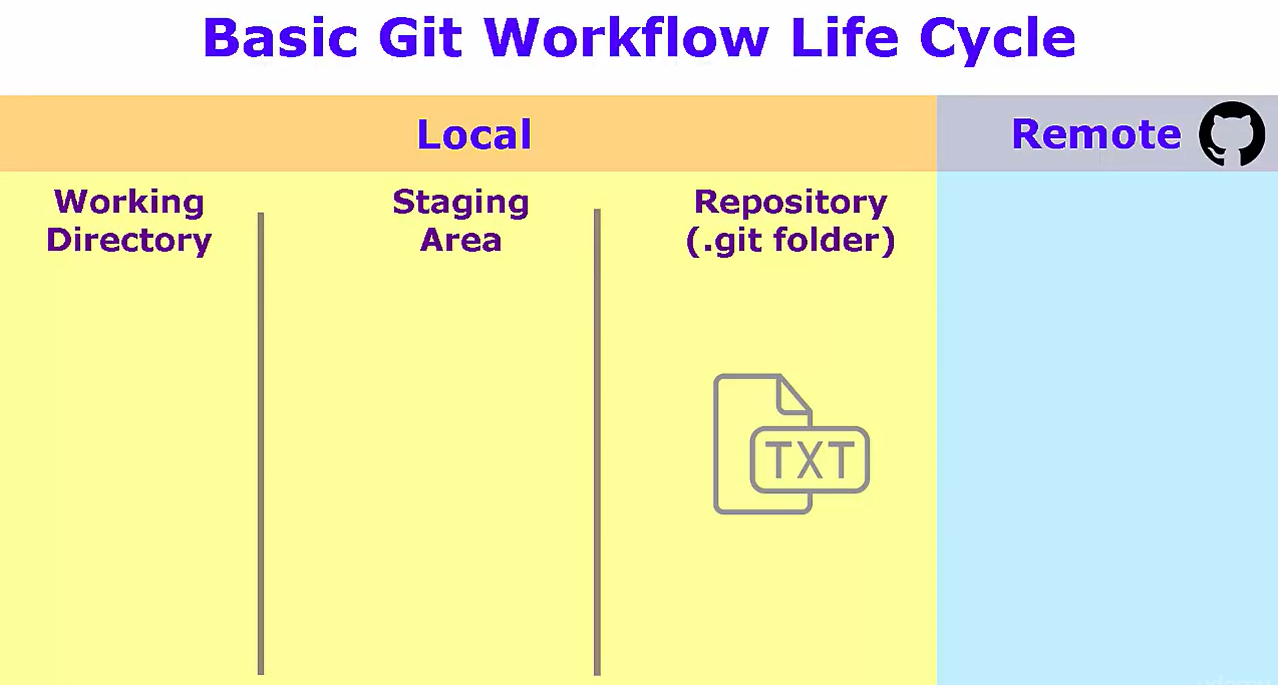 Basic Git Workflow Life Cycle
Local
Remote
Working
Directory
Staging
Area
Repository
(.git folder)
TXT